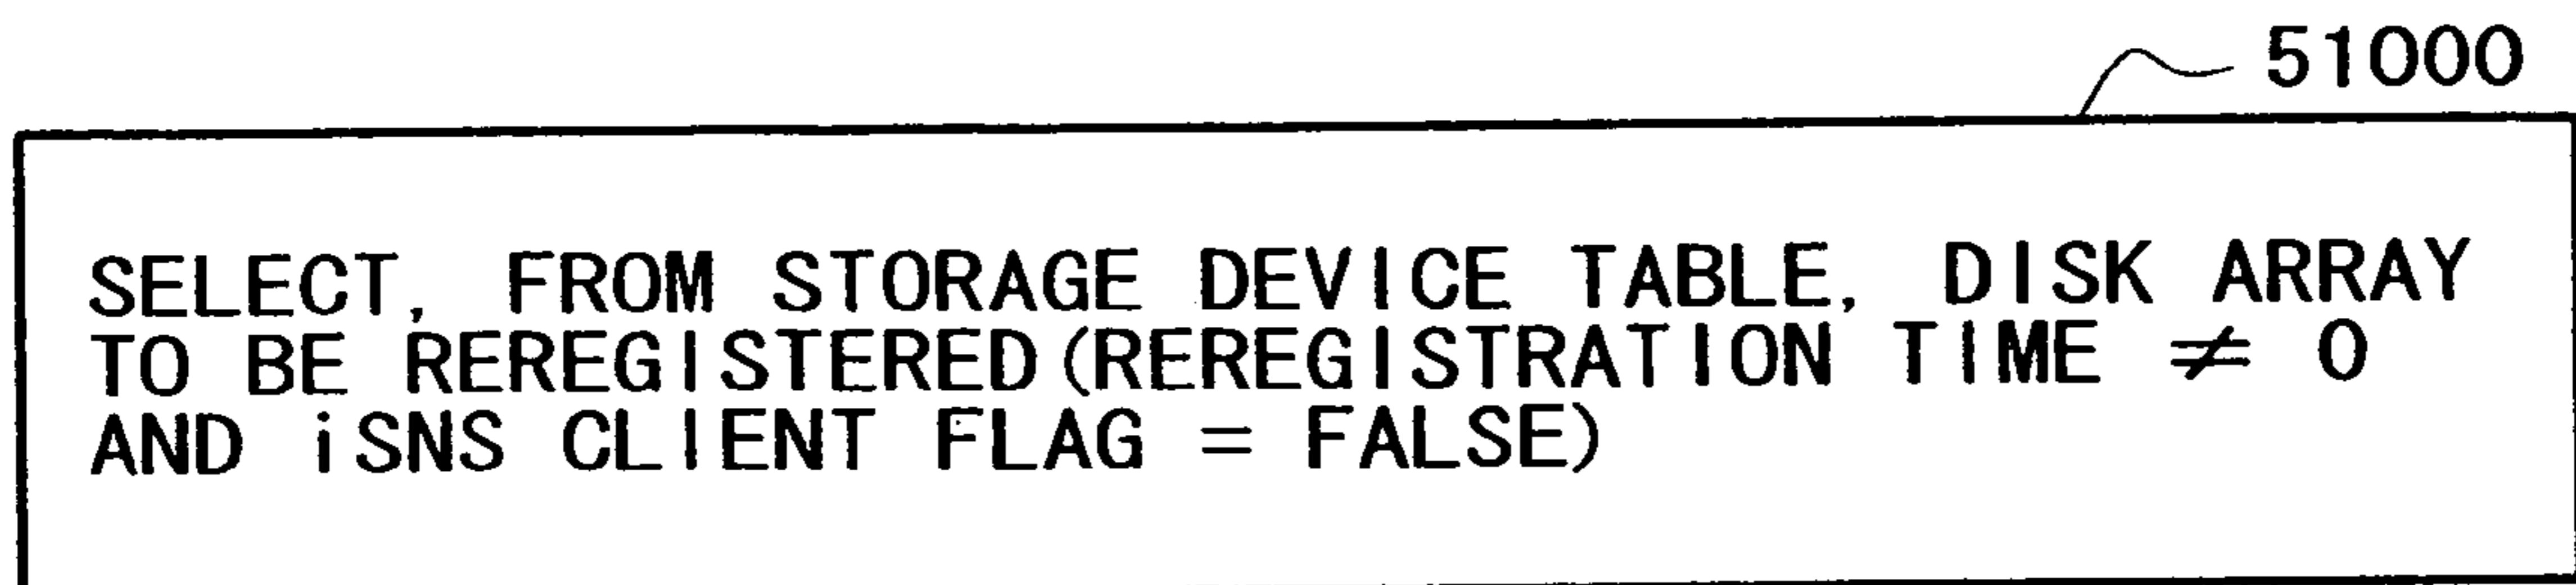 51000
SELECT, FROM STORAGE DEVICE TABLE, DISK ARRAY
TO BE REREGISTERED(REREGISTRATION TIME ≠ 0
AND iSNS CLIENT FLAG = FALSE)